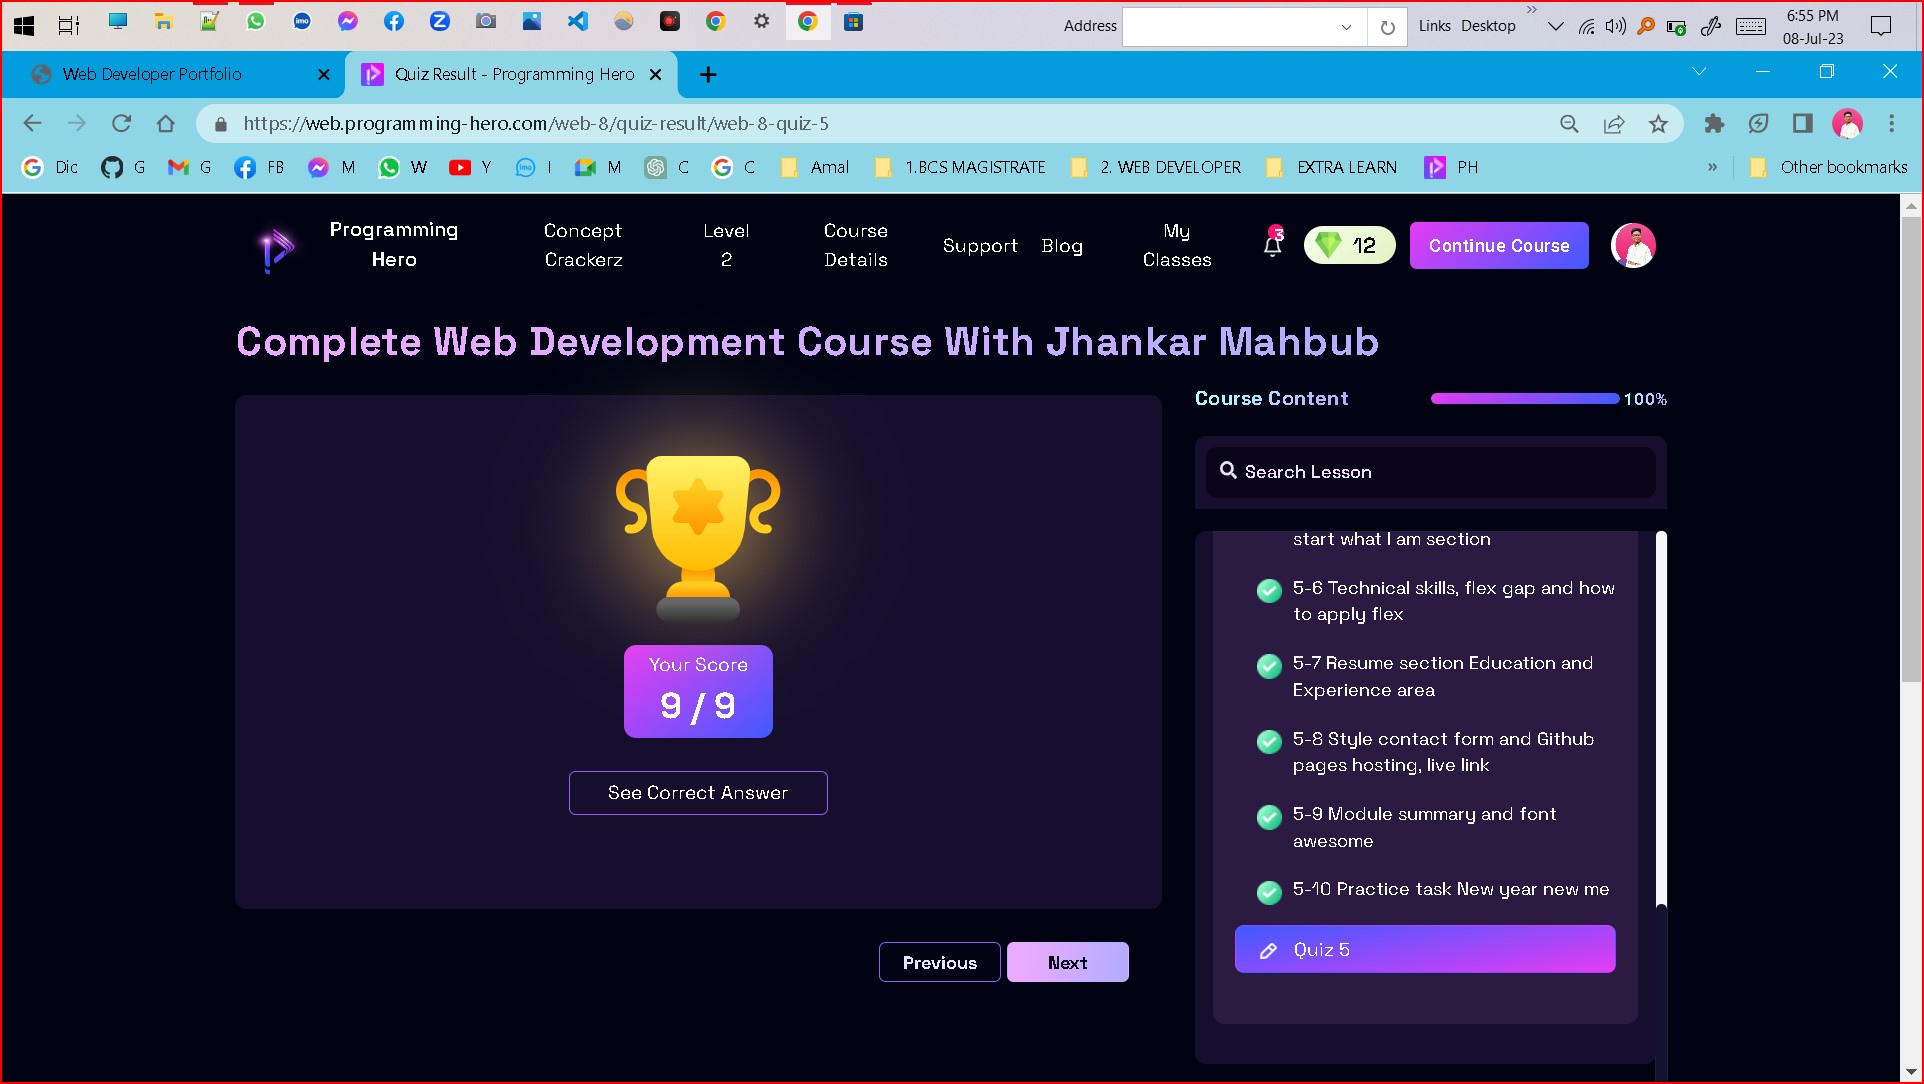 Address
Links Desktop
6:55 PM
08-Jul-23
Web Developer Portfolio
Quiz Result - Programming Hero
https://web.programming-hero.com/web-8/quiz-result/web-8-quiz-5
Dic G G FB M W Y I M C C Amal 1.BCS MAGISTRATE 2. WEB DEVELOPER EXTRA LEARN PH » Other bookmarks
Programming
Hero
Concept
Crackerz
Level
2
Course
Details
Support
Blog
My
Classes
3
12
Continue Course
Complete Web Development Course With Jhankar Mahbub
Your Score
9 / 9
See Correct Answer
Previous
Next
Course Content
100%
Search Lesson
start what I am section
5-6 Technical skills, flex gap and how
to apply flex
5-7 Resume section Education and
Experience area
5-8 Style contact form and Github
pages hosting, live link
5-9 Module summary and font
awesome
5-10 Practice task New year new me
Quiz 5